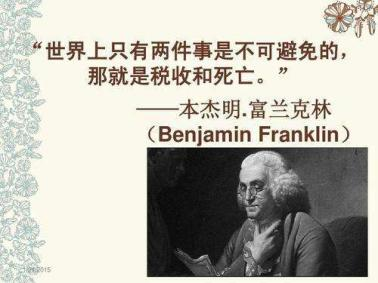 “世界上只有两件事是不可避免的，
那就是税收和死亡。”
——本杰明.富兰克林
（Benjamin Franklin）